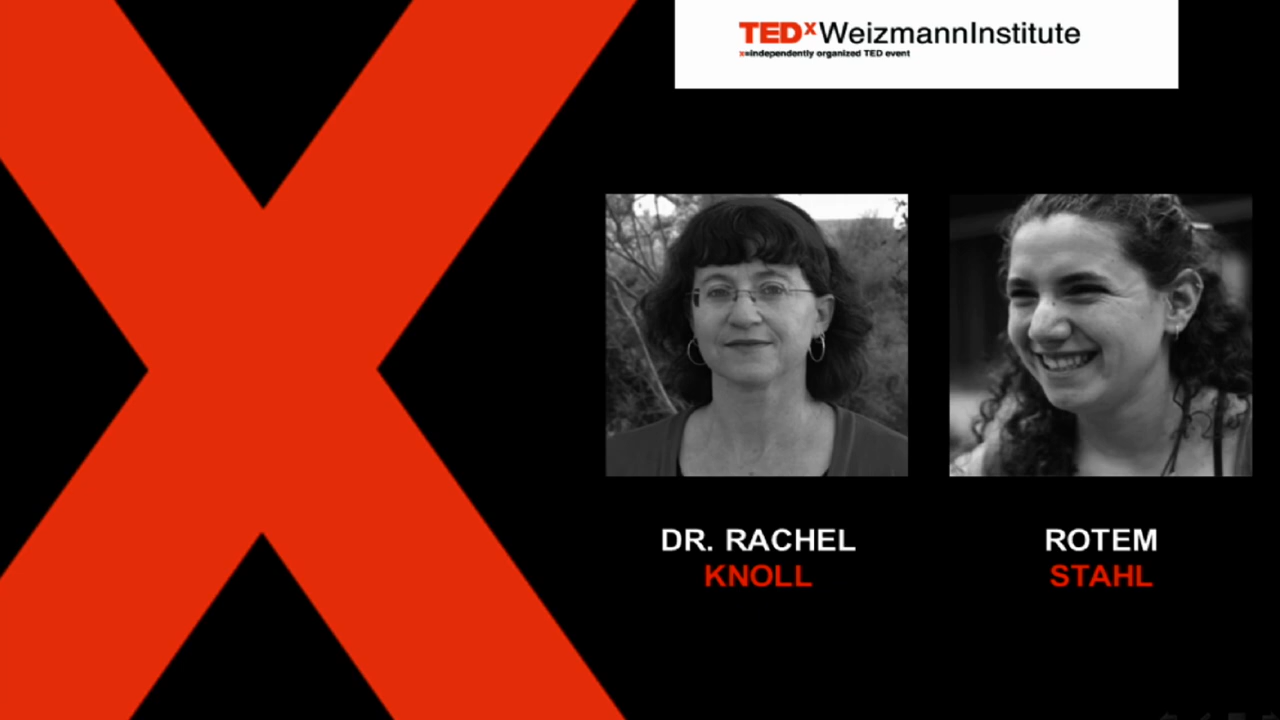 TEDxWeizmannInstitute
x=independently organized TED event
DR. RACHEL
KNOLL
ROTEM
STAHL